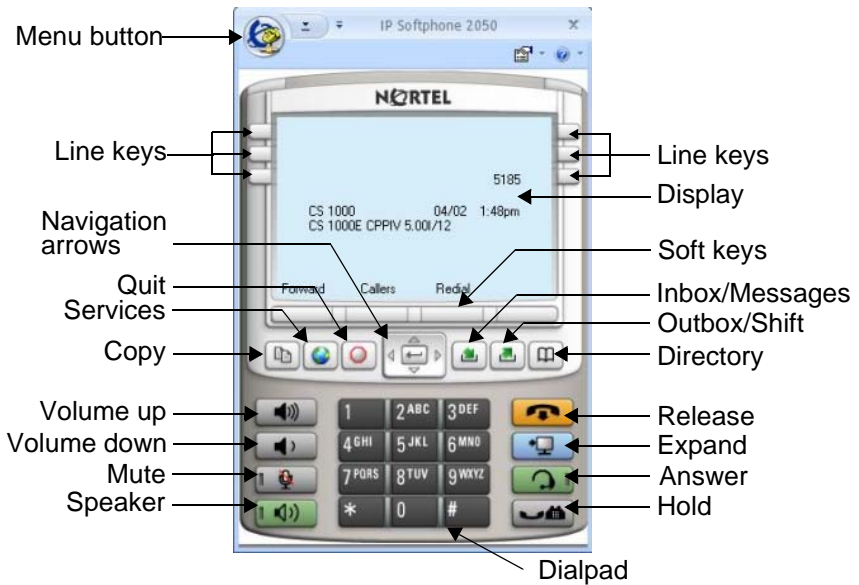 IP Softphone 2050
Menu button
NORTEL
Line keys
Line keys
5185
Display
CS 1000 04/02 1:48pm
CS 1000E CPPIV 5.00I/12
Navigation
arrows
Soft keys
Forward Callers Redial
Quit
Services
Copy
Inbox/Messages
Outbox/Shift
Directory
Volume up
Volume down
Mute
Speaker
1 2ABC 3DEF
4GHI 5JKL 6MNO
7PQRS 8TUV 9WXYZ
* 0 #
Release
Expand
Answer
Hold
Dialpad